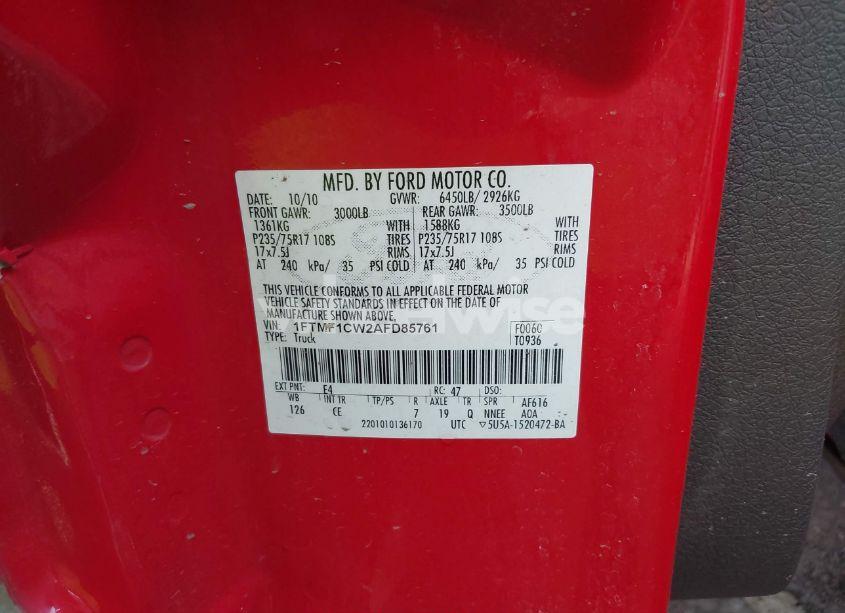 MFD. BY FORD MOTOR CO.
DATE: 10/10 GVWR: 6450LB/ 2926KG
FRONT GAWR: 3000LB REAR GAWR: 3500LB
1361KG WITH 1588KG WITH
P235/75R17 108S TIRES P235/75R17 108S TIRES
17x7.5J RIMS 17x7.5J RIMS
AT 240 kPa/ 35 PSI COLD AT 240 kPa/ 35 PSI COLD
THIS VEHICLE CONFORMS TO ALL APPLICABLE FEDERAL MOTOR
VEHICLE SAFETY STANDARDS IN EFFECT ON THE DATE OF
MANUFACTURE SHOWN ABOVE.
VIN: 1FTMF1CW2AFD85761 F0060
TYPE: Truck T0936
EXT PNT: E4 RC: 47 DSO:
WB INT TR TP/PS R AXLE TR SPR AF616
126 CE 7 19 Q NNEE AOA
2201010136170 UTC ▽5U5A-1520472-BA